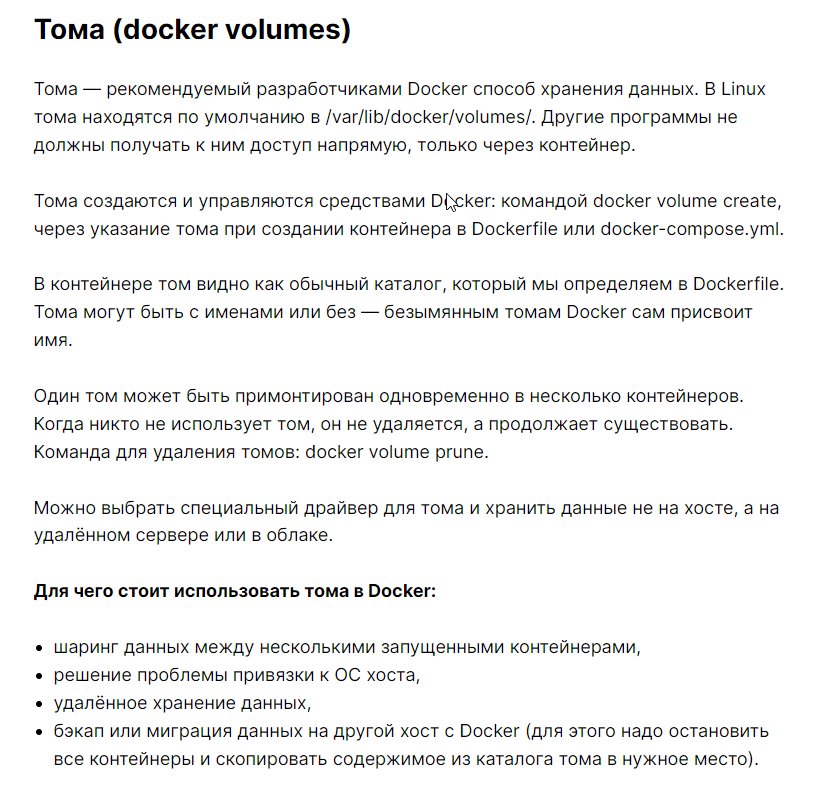 Тома (docker volumes)
Тома — рекомендуемый разработчиками Docker способ хранения данных. В Linux
тома находятся по умолчанию в /var/lib/docker/volumes/. Другие программы не
должны получать к ним доступ напрямую, только через контейнер.
Тома создаются и управляются средствами Docker: командой docker volume create,
через указание тома при создании контейнера в Dockerfile или docker-compose.yml.
В контейнере том видно как обычный каталог, который мы определяем в Dockerfile.
Тома могут быть с именами или без — безымянным томам Docker сам присвоит
имя.
Один том может быть примонтирован одновременно в несколько контейнеров.
Когда никто не использует том, он не удаляется, а продолжает существовать.
Команда для удаления томов: docker volume prune.
Можно выбрать специальный драйвер для тома и хранить данные не на хосте, а на
удалённом сервере или в облаке.
Для чего стоит использовать тома в Docker:
• шаринг данных между несколькими запущенными контейнерами,
• решение проблемы привязки к ОС хоста,
• удалённое хранение данных,
• бэкап или миграция данных на другой хост с Docker (для этого надо остановить
все контейнеры и скопировать содержимое из каталога тома в нужное место).